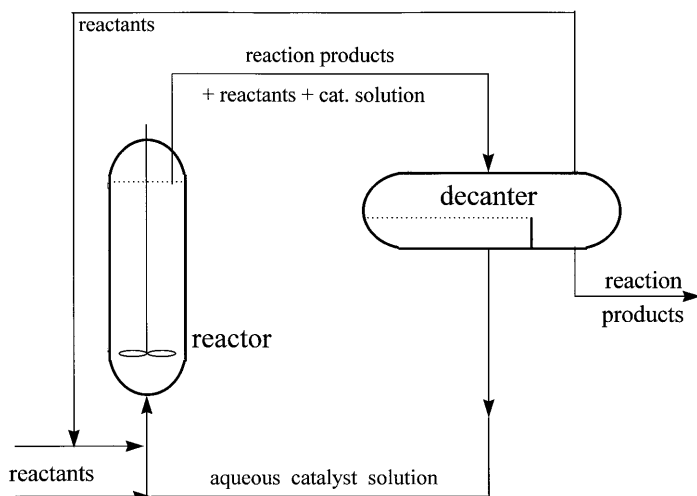 reactants
reaction products
+ reactants + cat. solution
decanter
reaction
products
reactor
reactants
aqueous catalyst solution